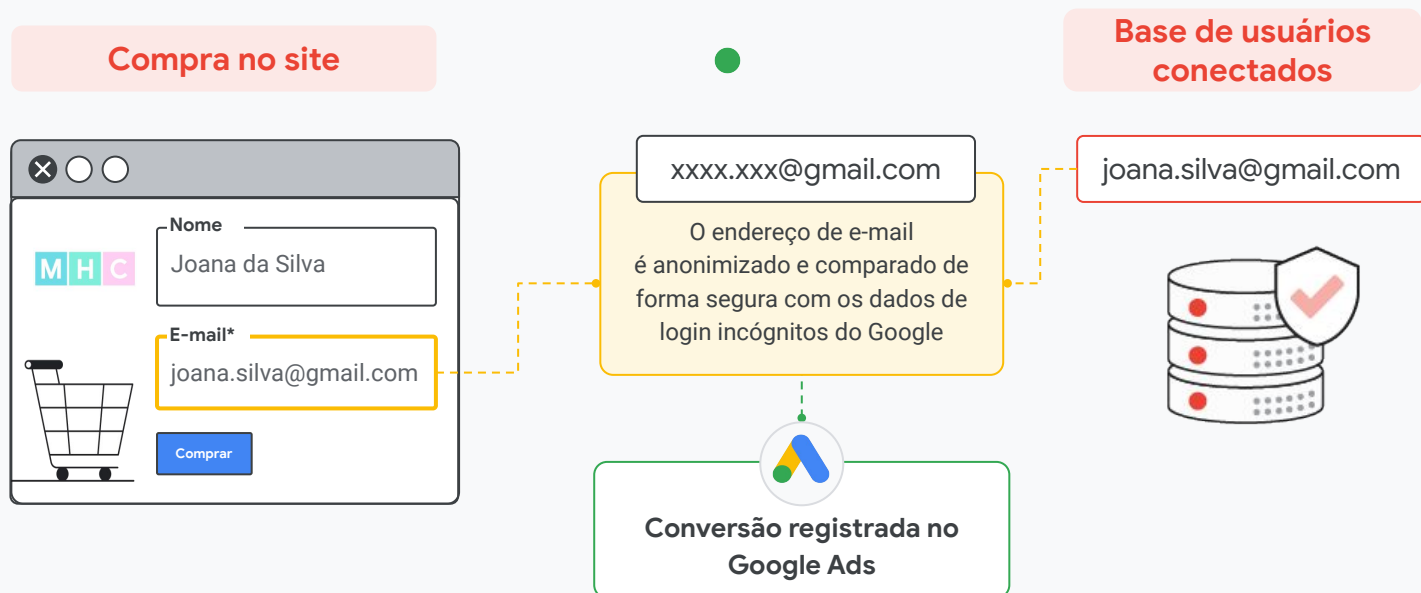 Compra no site
Base de usuários
conectados
xxxx.xxx@gmail.com
joana.silva@gmail.com
Nome
Joana da Silva
MHC
E-mail*
joana.silva@gmail.com
Comprar
O endereço de e-mail
é anonimizado e comparado de
forma segura com os dados de
login incógnitos do Google
Conversão registrada no
Google Ads